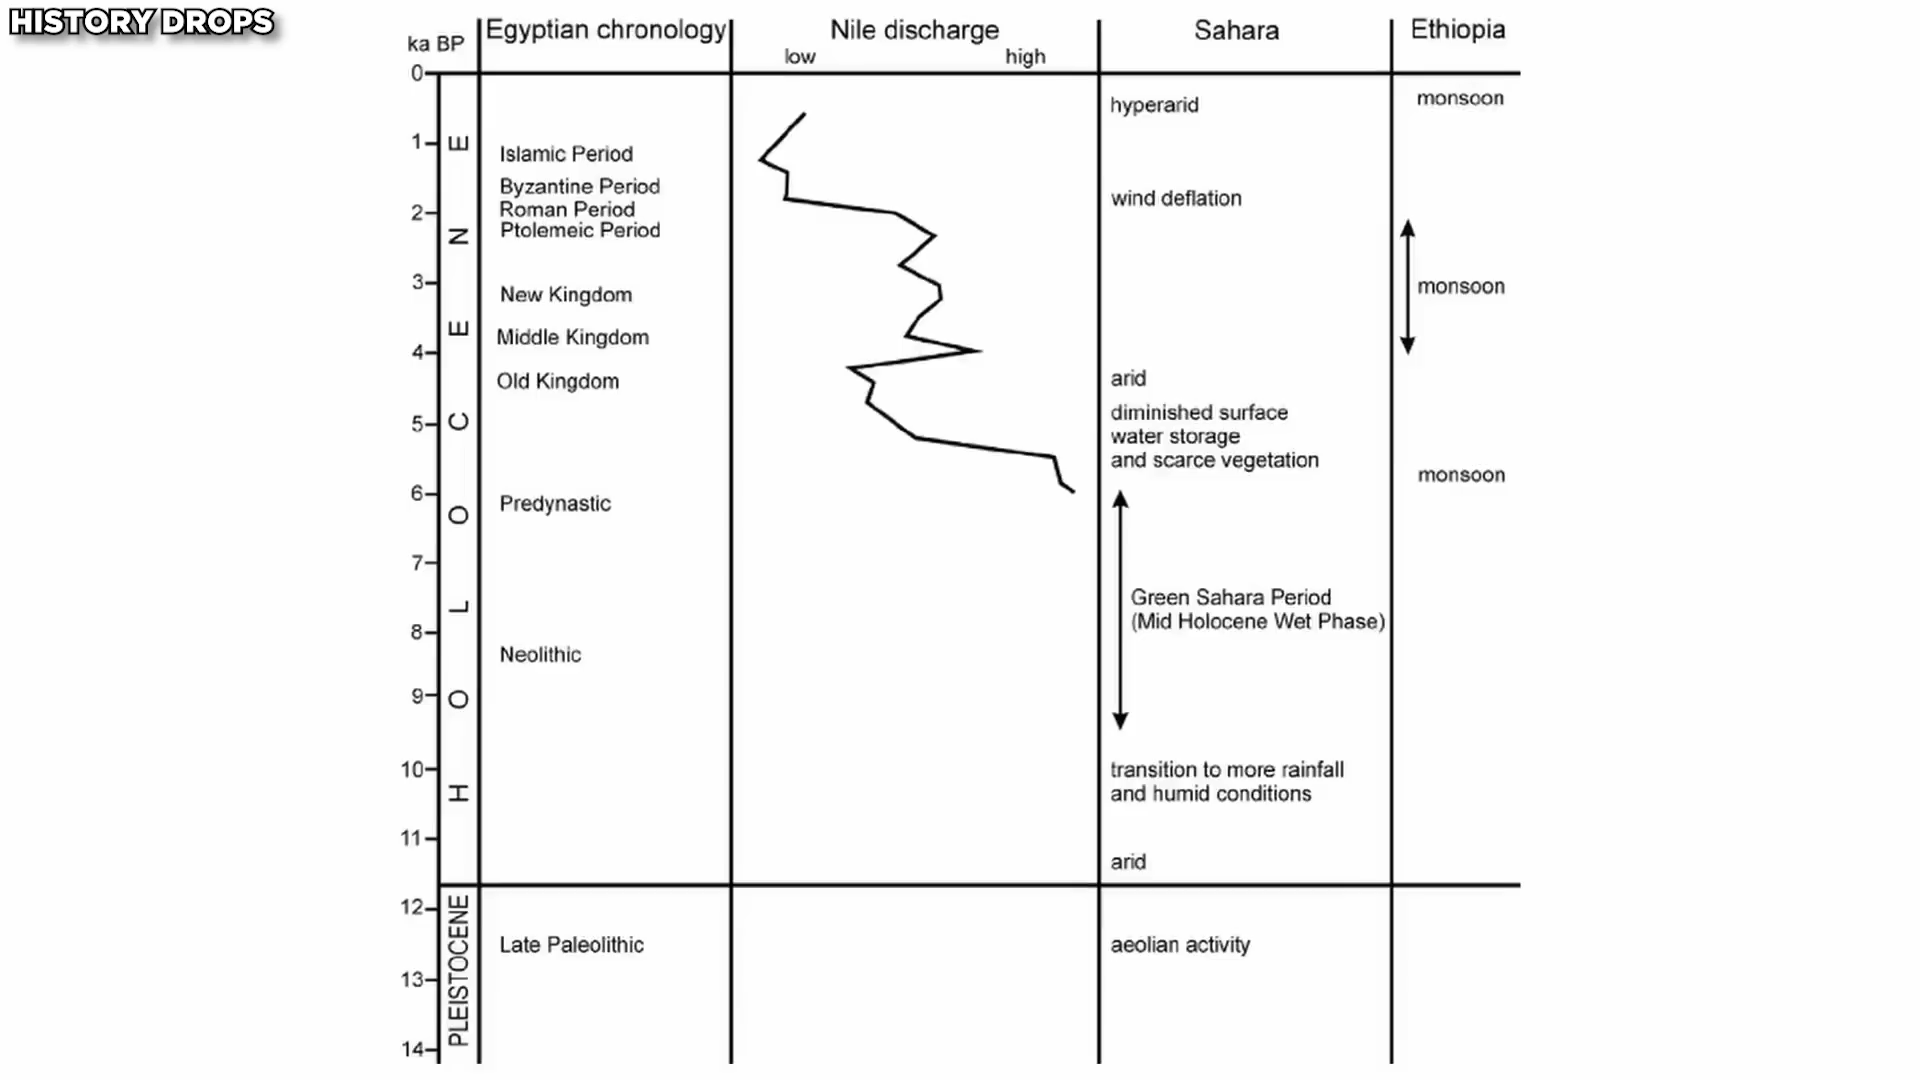 HISTORY DROPS
ka BP
Egyptian chronology
Nile discharge
low
high
Sahara
Ethiopia
0
1
2
3
4
5
6
7
8
9
10
11
12
13
14
HOLOCENE
PLEISTOCENE
Islamic Period
Byzantine Period
Roman Period
Ptolemeic Period
New Kingdom
Middle Kingdom
Old Kingdom
Predynastic
Neolithic
Late Paleolithic
hyperarid
wind deflation
arid
diminished surface
water storage
and scarce vegetation
Green Sahara Period
(Mid Holocene Wet Phase)
transition to more rainfall
and humid conditions
arid
aeolian activity
monsoon
monsoon
monsoon